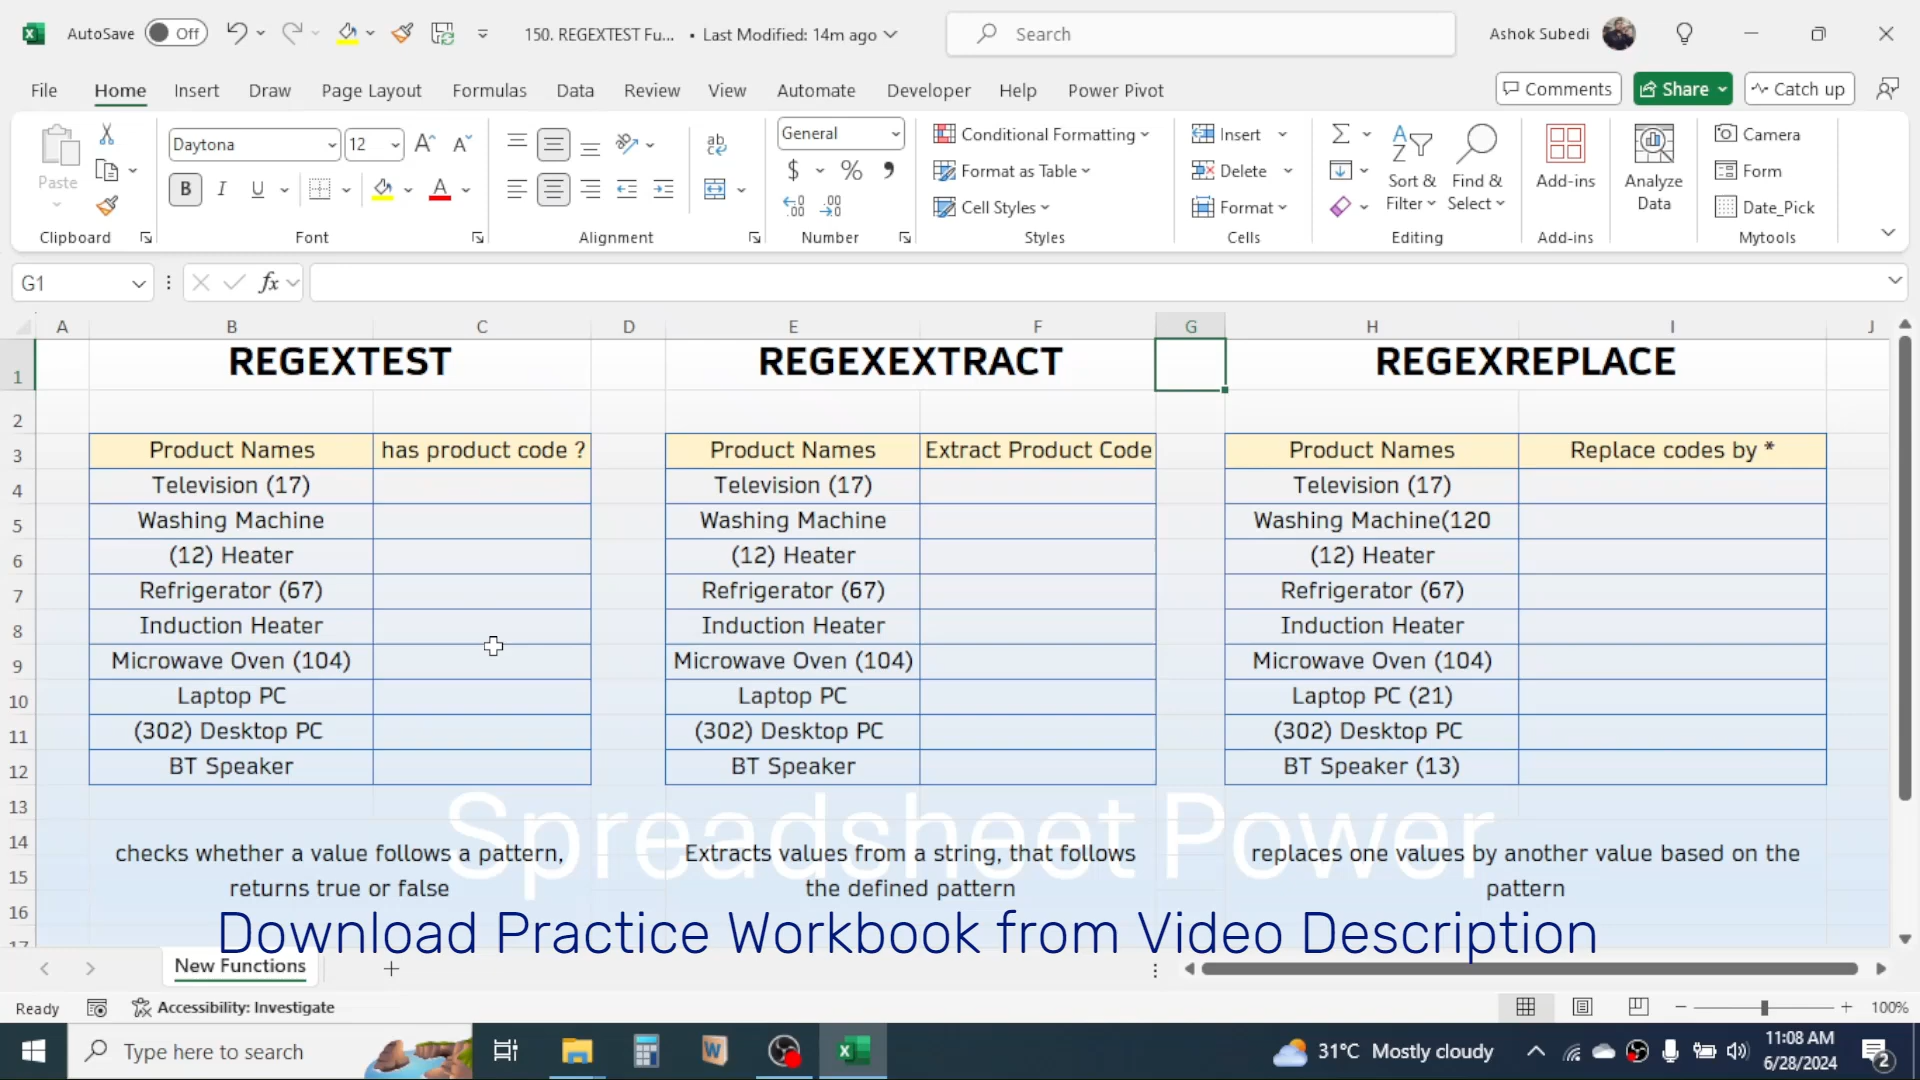 AutoSave Off 150. REGEXTEST Fu... • Last Modified: 14m ago Search Ashok Subedi
File Home Insert Draw Page Layout Formulas Data Review View Automate Developer Help Power Pivot Comments Share Catch up
Paste Daytona 12 General Conditional Formatting Format as Table Cell Styles Insert Delete Format Sort & Filter Find & Select Add-ins Analyze Data Camera Form Date_Pick
Clipboard Font Alignment Number Styles Cells Editing Add-ins Mytools
G1 fx
A B C D E F G H I J
1 REGEXTEST REGEXEXTRACT REGEXREPLACE
2
3 Product Names has product code ? Product Names Extract Product Code Product Names Replace codes by *
4 Television (17) Television (17) Television (17)
5 Washing Machine Washing Machine Washing Machine(120
6 (12) Heater (12) Heater (12) Heater
7 Refrigerator (67) Refrigerator (67) Refrigerator (67)
8 Induction Heater Induction Heater Induction Heater
9 Microwave Oven (104) Microwave Oven (104) Microwave Oven (104)
10 Laptop PC Laptop PC Laptop PC (21)
11 (302) Desktop PC (302) Desktop PC (302) Desktop PC
12 BT Speaker BT Speaker BT Speaker (13)
13
Spreadsheet Power
14 checks whether a value follows a pattern, Extracts values from a string, that follows replaces one values by another value based on the
15 returns true or false the defined pattern pattern
16
17
Download Practice Workbook from Video Description
New Functions
Ready Accessibility: Investigate 100%
Type here to search 31°C Mostly cloudy 11:08 AM
6/28/2024 2